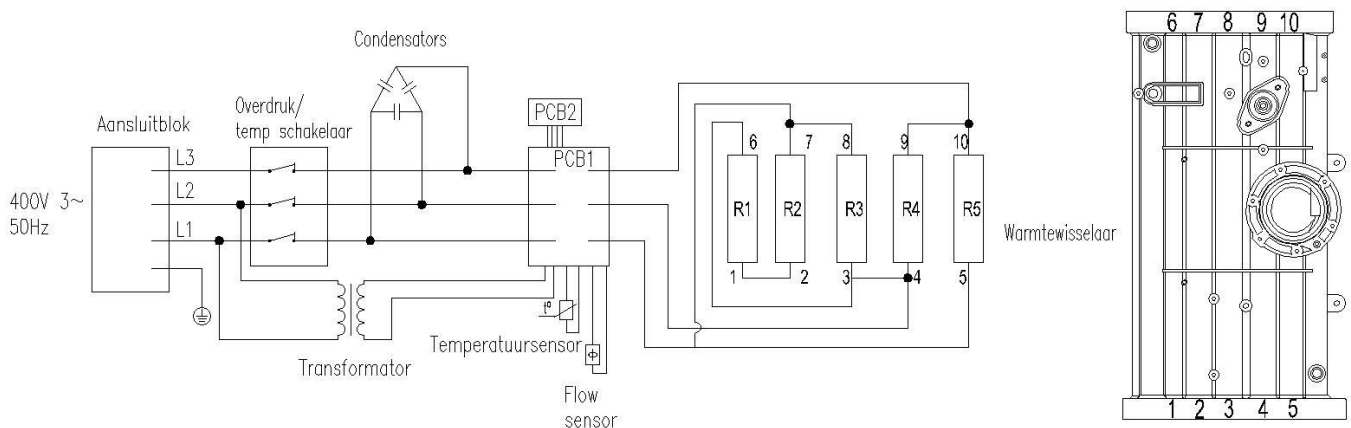 Condensators
Overdruk/
temp schakelaar
Aansluitblok
L3
L2
L1
400V 3~
50Hz
PCB2
PCB1
Transformator
t°
Temperatuursensor
Φ
Flow
sensor
6 7 8 9 10
R1 R2 R3 R4 R5
1 2 3 4 5
Warmtewisselaar
6 7 8 9 10
1 2 3 4 5